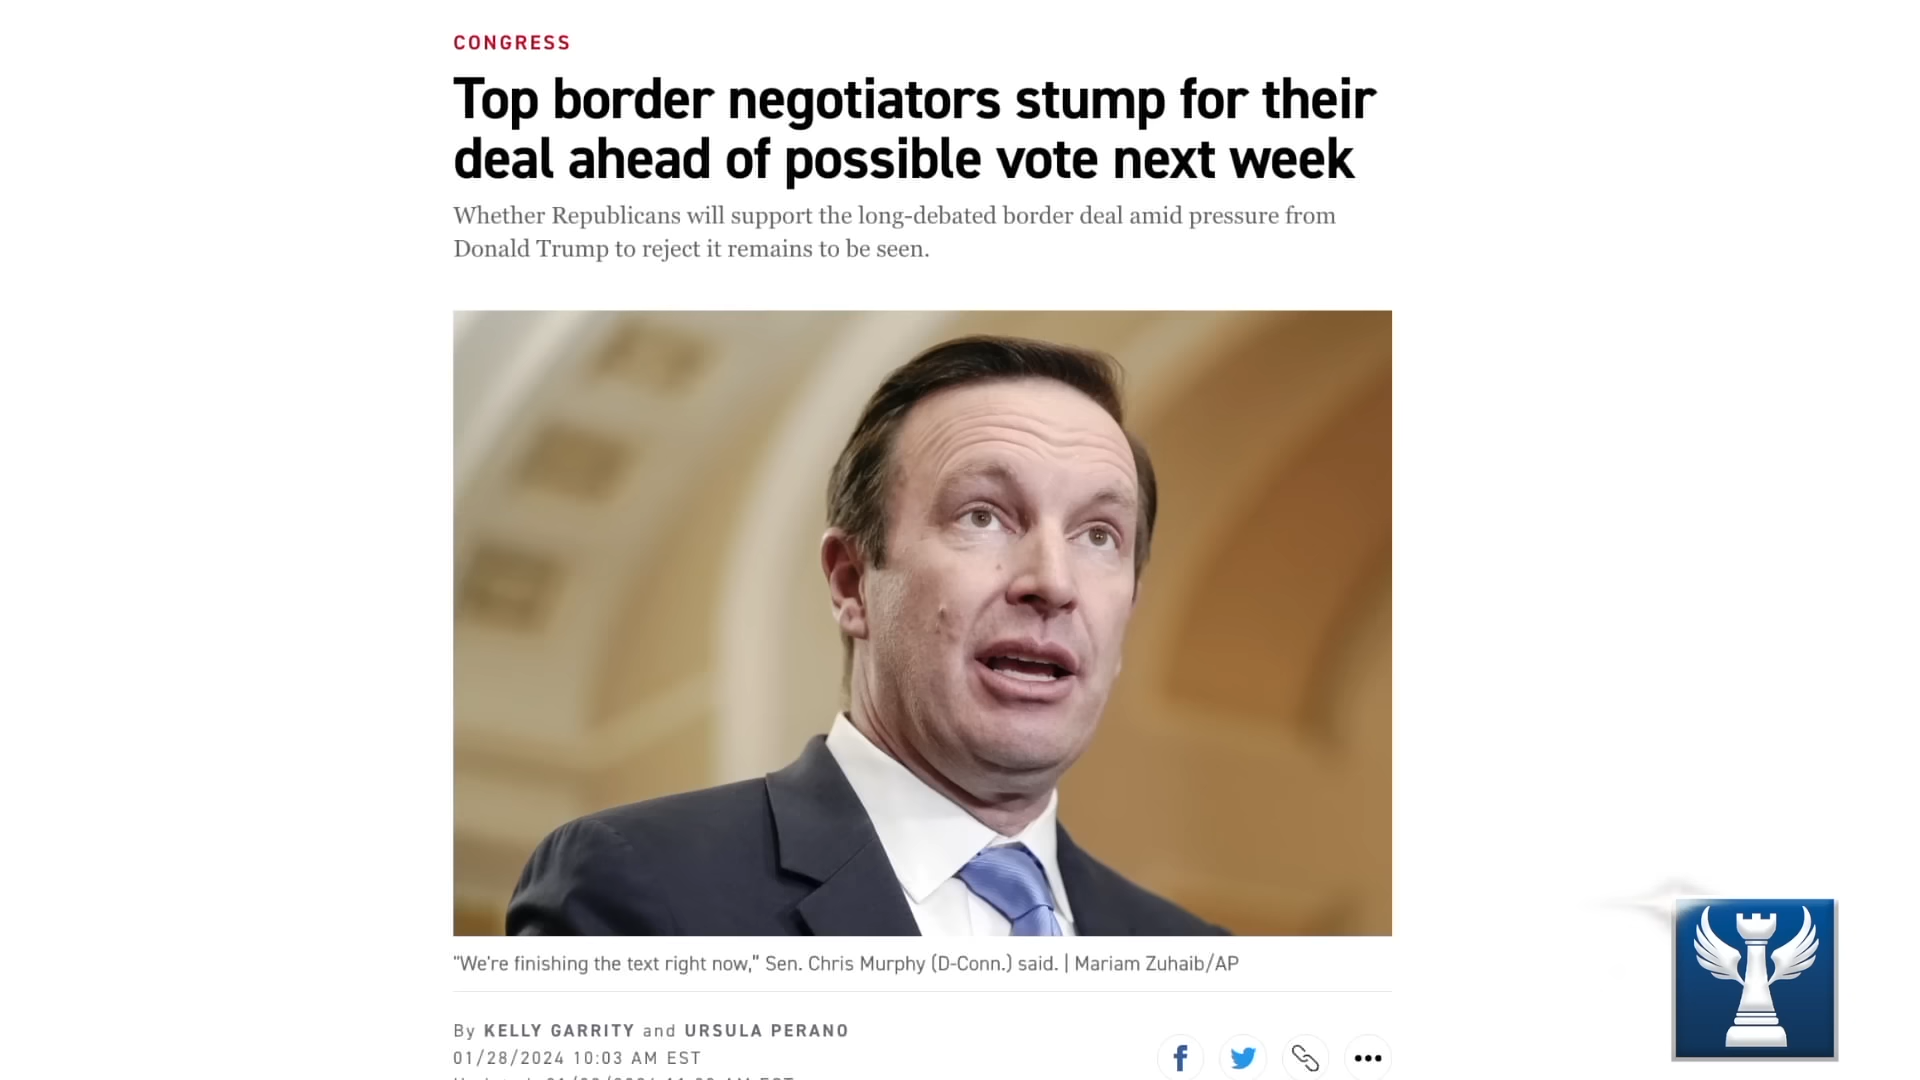 CONGRESS
Top border negotiators stump for their
deal ahead of possible vote next week
Whether Republicans will support the long-debated border deal amid pressure from
Donald Trump to reject it remains to be seen.
"We're finishing the text right now,” Sen. Chris Murphy (D-Conn.) said. | Mariam Zuhaib/AP
By KELLY GARRITY and URSULA PERANO
01/28/2024 10:03 AM EST